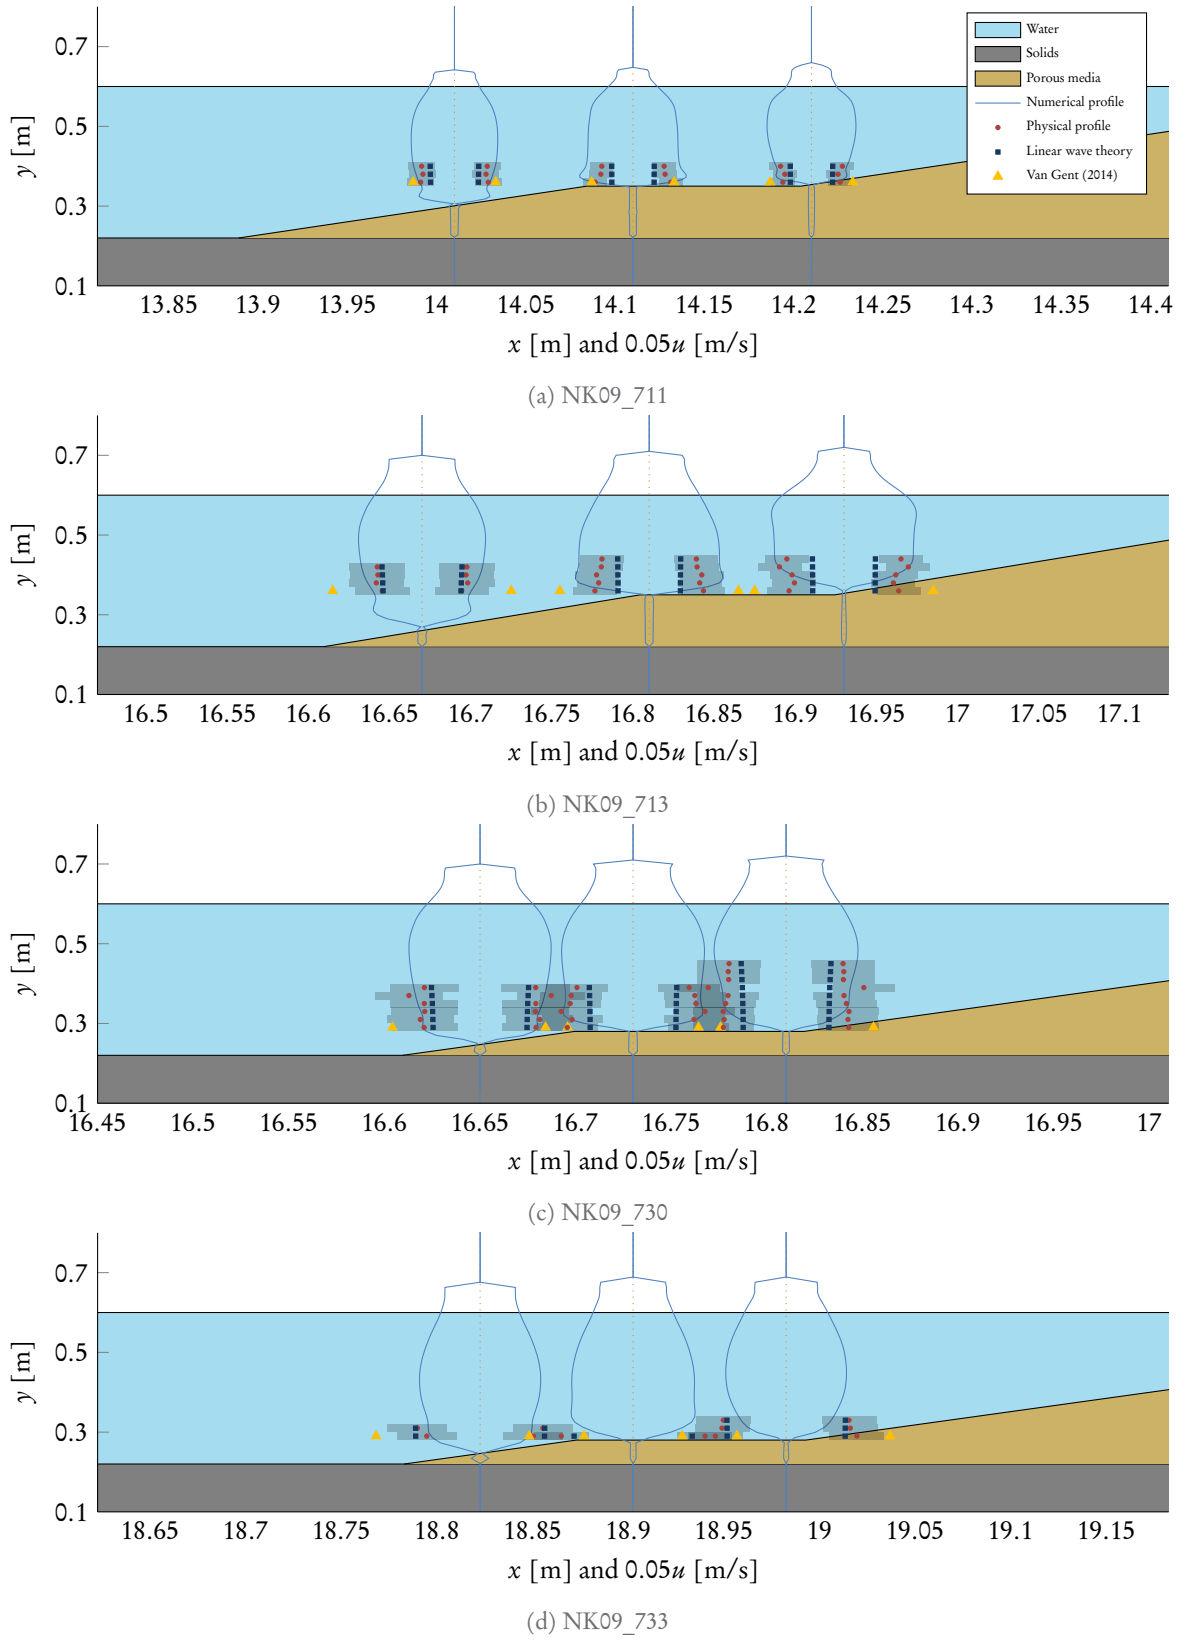 0.7
0.5
0.3
0.1
y [m]
Water
Solids
Porous media
Numerical profile
Physical profile
Linear wave theory
Van Gent (2014)
13.85 13.9 13.95 14 14.05 14.1 14.15 14.2 14.25 14.3 14.35 14.4
x [m] and 0.05u [m/s]
(a) NK09_711
0.7
0.5
0.3
0.1
y [m]
16.5 16.55 16.6 16.65 16.7 16.75 16.8 16.85 16.9 16.95 17 17.05 17.1
x [m] and 0.05u [m/s]
(b) NK09_713
0.7
0.5
0.3
0.1
y [m]
16.45 16.5 16.55 16.6 16.65 16.7 16.75 16.8 16.85 16.9 16.95 17
x [m] and 0.05u [m/s]
(c) NK09_730
0.7
0.5
0.3
0.1
y [m]
18.65 18.7 18.75 18.8 18.85 18.9 18.95 19 19.05 19.1 19.15
x [m] and 0.05u [m/s]
(d) NK09_733